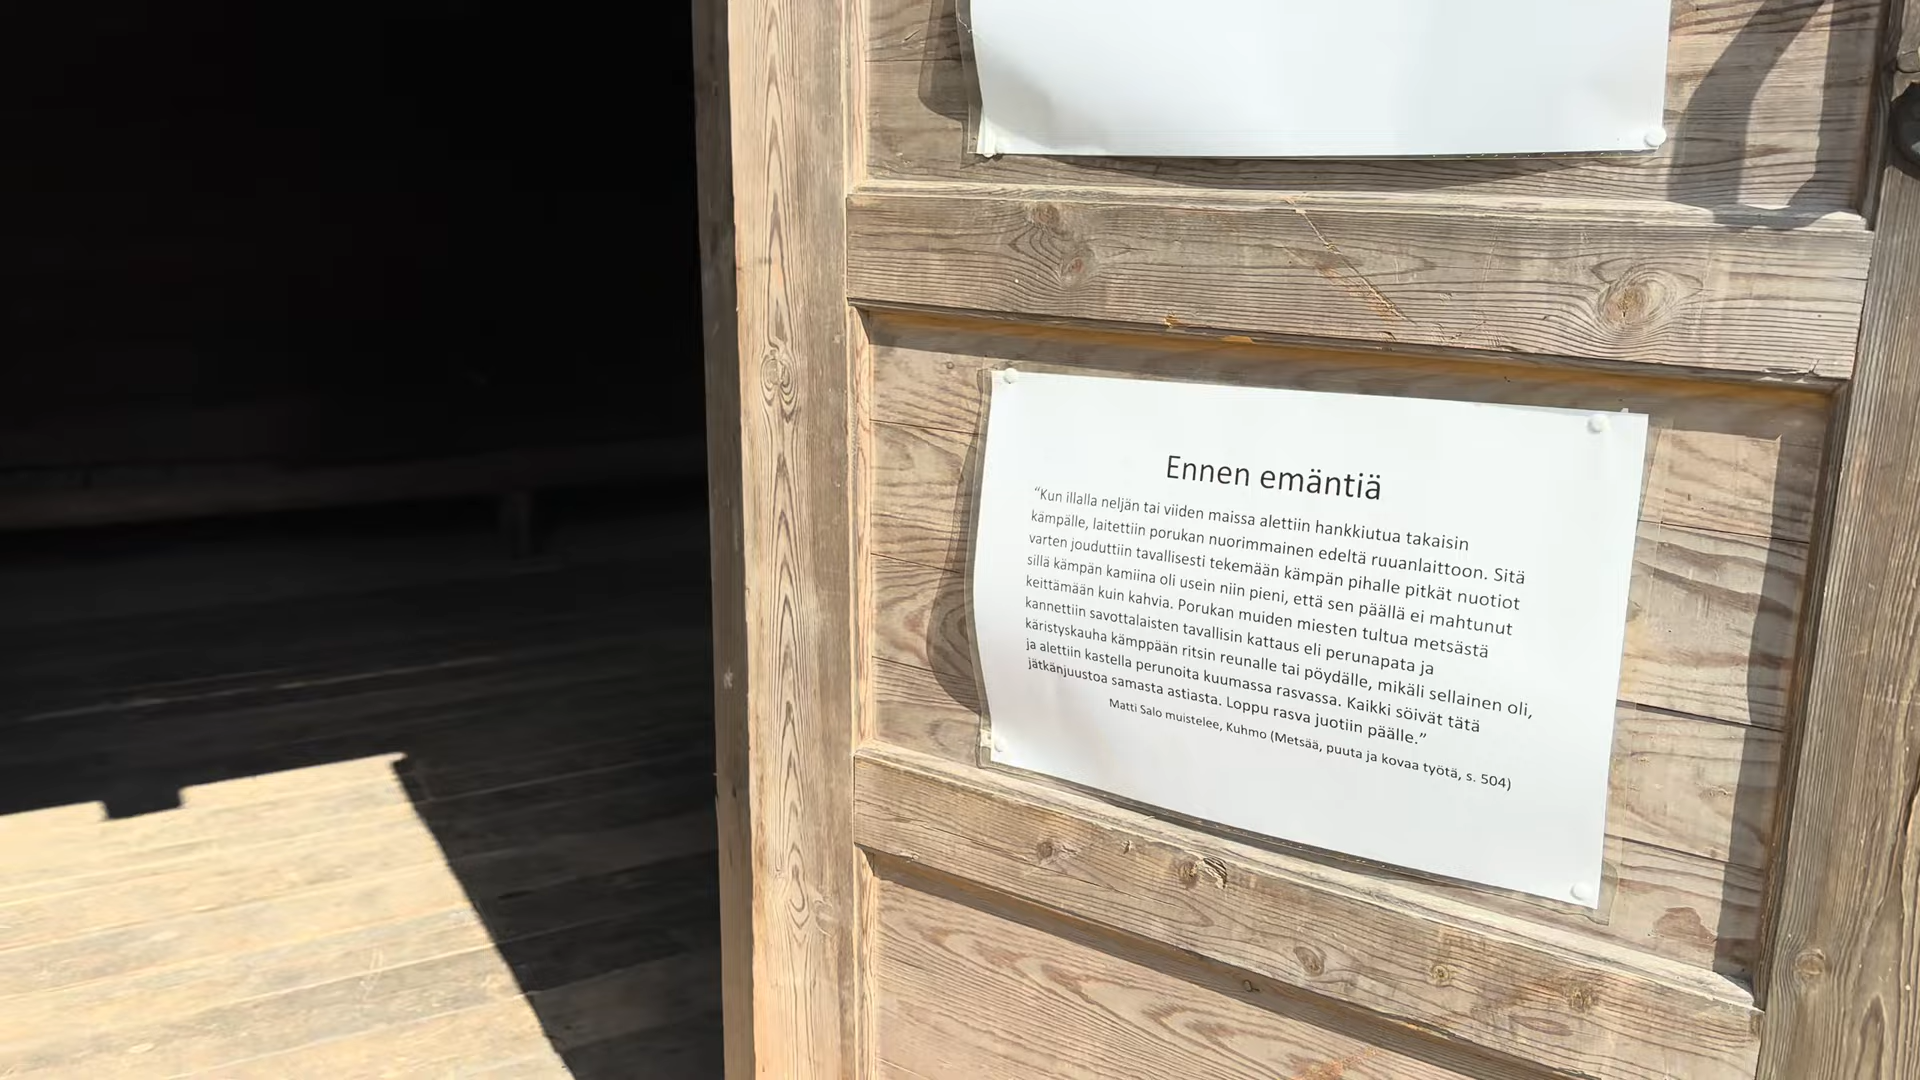 Ennen emäntiä
“Kun illalla neljän tai viiden maissa alettiin hankkiutua takaisin
kämpälle, laitettiin porukan nuorimmainen edeltä ruuanlaittoon. Sitä
varten jouduttiin tavallisesti tekemään kämpän pihalle pitkät nuotiot
sillä kämpän kamiina oli usein niin pieni, että sen päällä ei mahtunut
keittämään kuin kahvia. Porukan muiden miesten tultua metsästä
kannettiin savottalaisten tavallisin kattaus eli perunapata ja
käristyskauha kämppään ritsin reunalle tai pöydälle, mikäli sellainen oli,
ja alettiin kastella perunoita kuumassa rasvassa. Kaikki söivät tätä
jätkänjuustoa samasta astiasta. Loppu rasva juotiin päälle.”
Matti Salo muistelee, Kuhmo (Metsää, puuta ja kovaa työtä, s. 504)